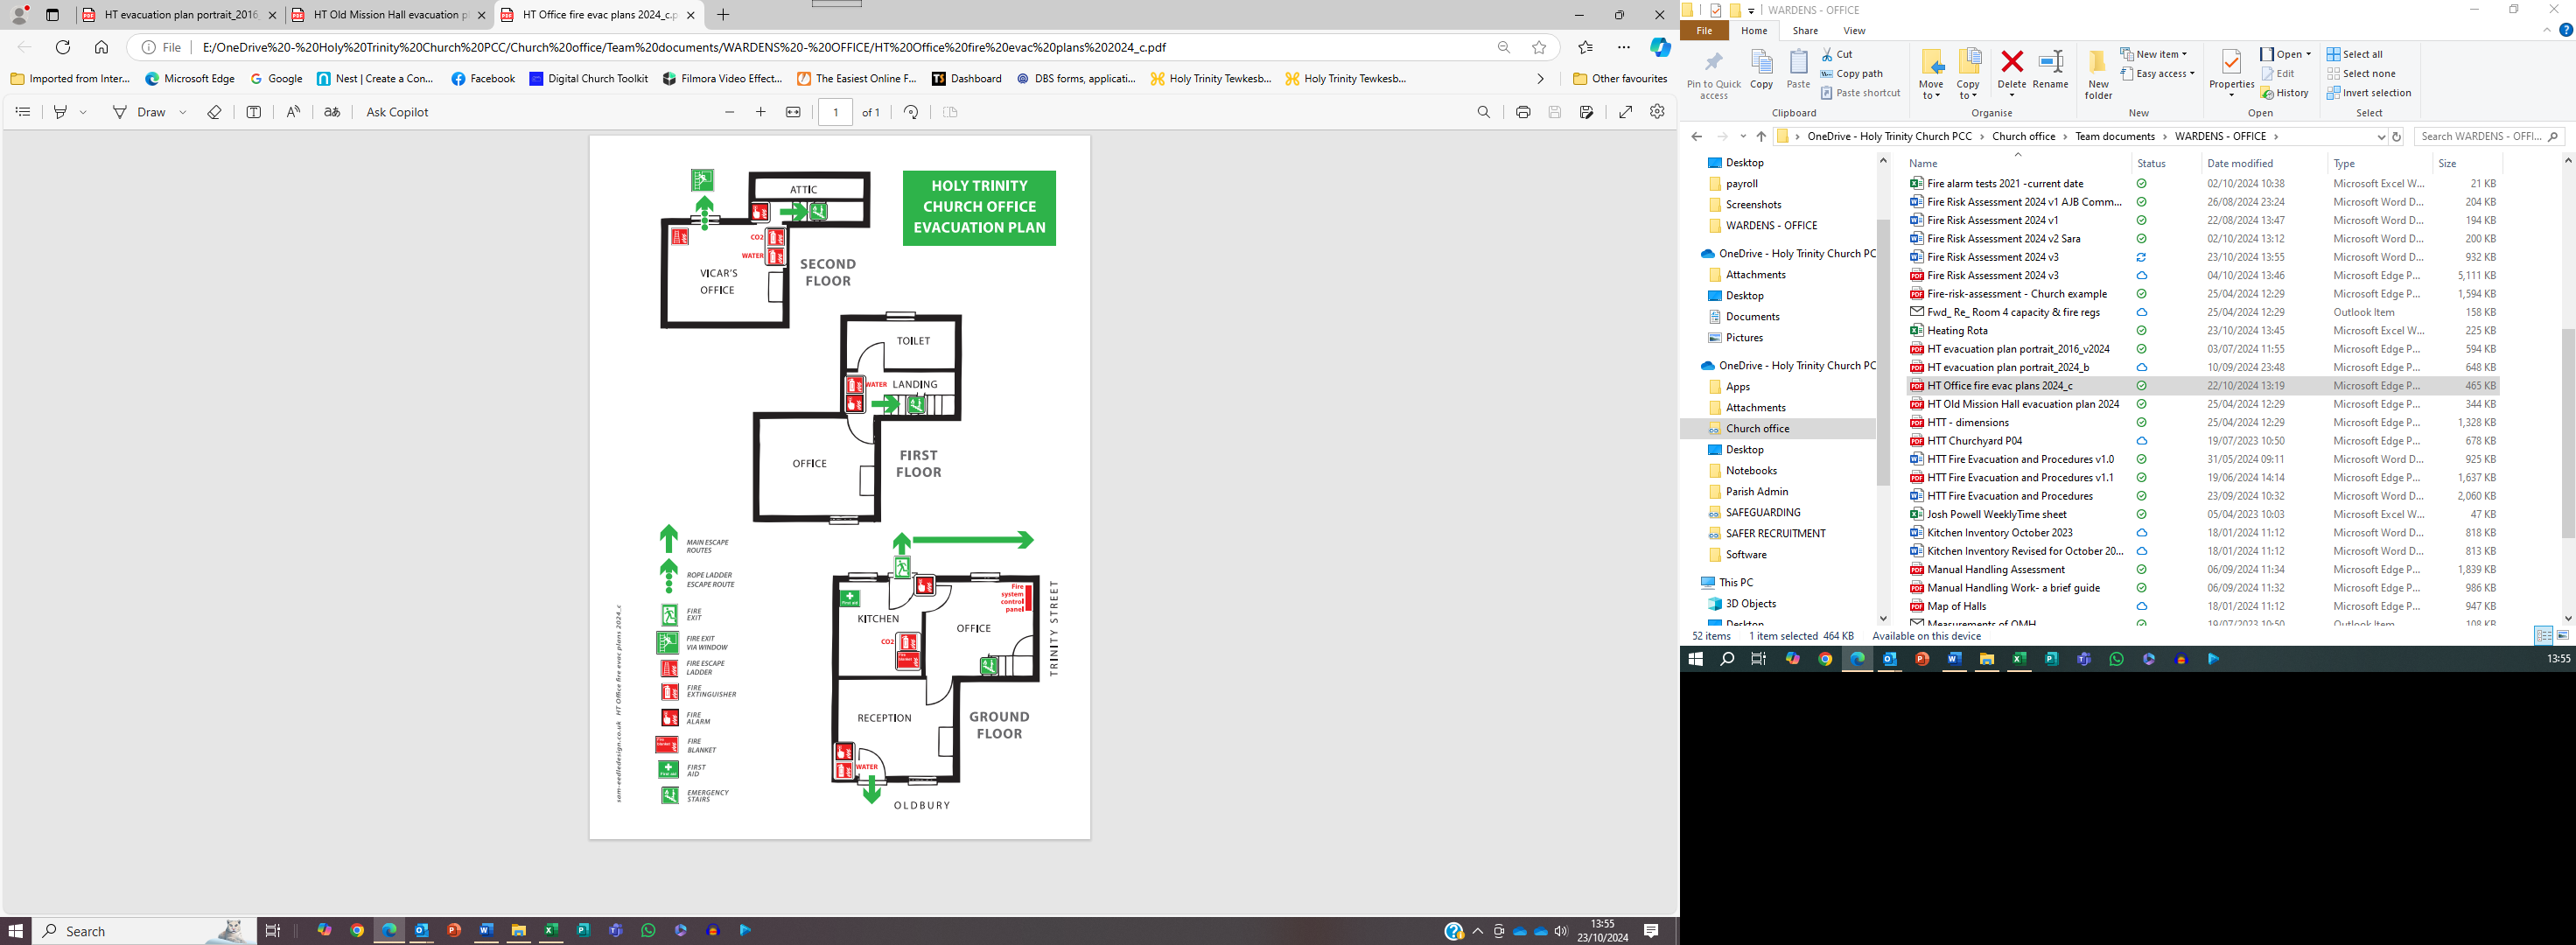 HT evacuation plan portrait_2016_
HT Old Mission Hall evacuation p
HT Office fire evac plans 2024_c.p
File
E:/OneDrive%20-%20Holy%20Trinity%20Church%20PCC/Church%20office/Team%20documents/WARDENS%20-%20OFFICE/HT%20Office%20fire%20evac%20plans%202024_c.pdf
Imported from Inter...
Microsoft Edge
Google
Nest | Create a Con...
Facebook
Digital Church Toolkit
Filmora Video Effect...
The Easiest Online F...
Dashboard
DBS forms, applicati...
Holy Trinity Tewkesb...
Holy Trinity Tewkesb...
Other favourites
Draw
Ask Copilot
1 of 1
HOLY TRINITY
CHURCH OFFICE
EVACUATION PLAN
ATTIC
CO2
WATER
VICAR'S
OFFICE
SECOND
FLOOR
TOILET
WATER
LANDING
OFFICE
FIRST
FLOOR
MAIN ESCAPE
ROUTES
ROPE LADDER
ESCAPE ROUTE
FIRE
EXIT
FIRE EXIT
VIA WINDOW
FIRE ESCAPE
LADDER
FIRE
EXTINGUISHER
FIRE
ALARM
FIRE
BLANKET
FIRST
AID
EMERGENCY
STAIRS
sam-eedledesign.co.uk HT Office fire evac plans 2024_c
First aid
KITCHEN
CO2
Fire
system
control
panel
OFFICE
TRINITY STREET
RECEPTION
GROUND
FLOOR
WATER
OLDBURY
Search
13:55
23/10/2024
WARDENS - OFFICE
File
Home
Share
View
Pin to Quick
access
Copy
Paste
Cut
Copy path
Paste shortcut
Move
to
Copy
to
Delete
Rename
New
folder
New item
Easy access
Properties
Open
Edit
History
Select all
Select none
Invert selection
Clipboard
Organise
New
Open
Select
OneDrive - Holy Trinity Church PCC
Church office
Team documents
WARDENS - OFFICE
Search WARDENS - OFFI...
Desktop
payroll
Screenshots
WARDENS - OFFICE
OneDrive - Holy Trinity Church PC
Attachments
Desktop
Documents
Pictures
OneDrive - Holy Trinity Church PC
Apps
Attachments
Church office
Desktop
Notebooks
Parish Admin
SAFEGUARDING
SAFER RECRUITMENT
Software
This PC
3D Objects
Desktop
Name Status Date modified Type Size
Fire alarm tests 2021 -current date 02/10/2024 10:38 Microsoft Excel W... 21 KB
Fire Risk Assessment 2024 v1 AJB Comm... 26/08/2024 23:24 Microsoft Word D... 204 KB
Fire Risk Assessment 2024 v1 22/08/2024 13:47 Microsoft Word D... 194 KB
Fire Risk Assessment 2024 v2 Sara 02/10/2024 13:12 Microsoft Word D... 200 KB
Fire Risk Assessment 2024 v3 23/10/2024 13:55 Microsoft Word D... 932 KB
Fire Risk Assessment 2024 v3 04/10/2024 13:46 Microsoft Edge P... 5,111 KB
Fire-risk-assessment - Church example 25/04/2024 12:29 Microsoft Edge P... 1,594 KB
Fwd_ Re_ Room 4 capacity & fire regs 25/04/2024 12:29 Outlook Item 158 KB
Heating Rota 23/10/2024 13:45 Microsoft Excel W... 225 KB
HT evacuation plan portrait_2016_v2024 03/07/2024 11:55 Microsoft Edge P... 594 KB
HT evacuation plan portrait_2024_b 10/09/2024 23:48 Microsoft Edge P... 648 KB
HT Office fire evac plans 2024_c 22/10/2024 13:19 Microsoft Edge P... 465 KB
HT Old Mission Hall evacuation plan 2024 25/04/2024 12:29 Microsoft Edge P... 344 KB
HTT - dimensions 25/04/2024 12:29 Microsoft Edge P... 1,328 KB
HTT Churchyard P04 19/07/2023 10:50 Microsoft Edge P... 678 KB
HTT Fire Evacuation and Procedures v1.0 31/05/2024 09:11 Microsoft Word D... 925 KB
HTT Fire Evacuation and Procedures v1.1 19/06/2024 14:14 Microsoft Edge P... 1,637 KB
HTT Fire Evacuation and Procedures 23/09/2024 10:32 Microsoft Word D... 2,060 KB
Josh Powell WeeklyTime sheet 05/04/2023 10:03 Microsoft Excel W... 47 KB
Kitchen Inventory October 2023 18/01/2024 11:12 Microsoft Word D... 818 KB
Kitchen Inventory Revised for October 20... 18/01/2024 11:12 Microsoft Word D... 813 KB
Manual Handling Assessment 06/09/2024 11:34 Microsoft Edge P... 1,839 KB
Manual Handling Work- a brief guide 06/09/2024 11:32 Microsoft Edge P... 986 KB
Map of Halls 18/01/2024 11:12 Microsoft Edge P... 947 KB
Measurements of OMH 19/07/2023 10:50 Outlook Item 108 KB
52 items 1 item selected 464 KB Available on this device
13:55